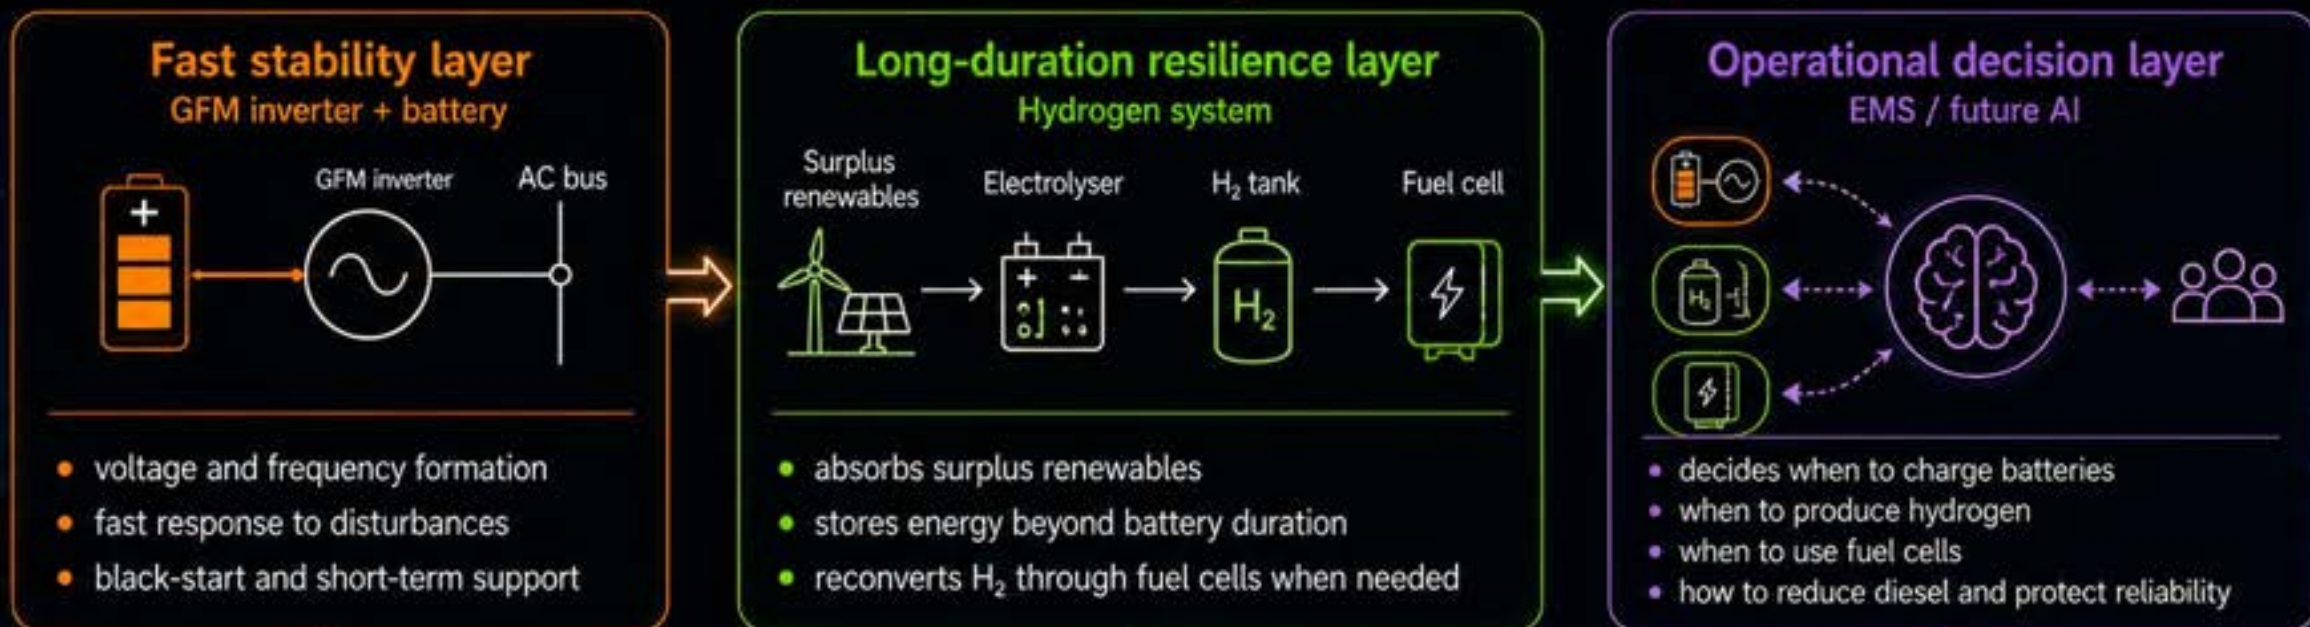 Fast stability layer
GFM inverter + battery
GFM inverter
AC bus
+
• voltage and frequency formation
• fast response to disturbances
• black-start and short-term support
Long-duration resilience layer
Hydrogen system
Surplus
renewables
Electrolyser
H₂ tank
Fuel cell
+ +
H₂
• absorbs surplus renewables
• stores energy beyond battery duration
• reconverts H₂ through fuel cells when needed
Operational decision layer
EMS / future AI
H₂
• decides when to charge batteries
• when to produce hydrogen
• when to use fuel cells
• how to reduce diesel and protect reliability